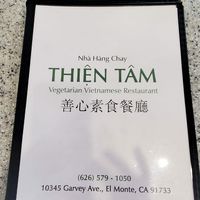 Nhà Hàng Chay
THIỆN TÂM
Vegetarian Vietnamese Restaurant
善心素食餐廳
(626) 579 - 1050
10345 Garvey Ave., El Monte, CA 91733